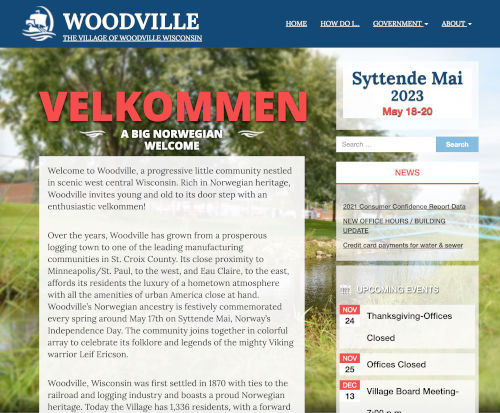 WOODVILLE
THE VILLAGE OF WOODVILLE WISCONSIN
HOME HOW DO I... GOVERNMENT ABOUT
VELKOMMEN
A BIG NORWEGIAN
WELCOME
Welcome to Woodville, a progressive little community nestled
in scenic west central Wisconsin. Rich in Norwegian heritage,
Woodville invites young and old to its door step with an
enthusiastic velkommen!
Over the years, Woodville has grown from a prosperous
logging town to one of the leading manufacturing
communities in St. Croix County. Its close proximity to
Minneapolis/St. Paul, to the west, and Eau Claire, to the east,
affords its residents the luxury of a hometown atmosphere
with all the amenities of urban America close at hand.
Woodville's Norwegian ancestry is festively commemorated
every spring around May 17th on Syttende Mai, Norway's
Independence Day. The community joins together in colorful
array to celebrate its folklore and legends of the mighty Viking
warrior Leif Ericson.
Woodville, Wisconsin was first settled in 1870 with ties to the
railroad and logging industry and boasts a proud Norwegian
heritage. Today the Village has 1,336 residents, with a forward
Syttende Mai
2023
May 18-20
Search ...
Search
NEWS
2021 Consumer Confidence Report Data
NEW OFFICE HOURS / BUILDING
UPDATE
Credit card payments for water & sewer
UPCOMING EVENTS
NOV
24
Thanksgiving-Offices
Closed
NOV
25
Offices Closed
DEC
13
Village Board Meeting-
7:00 p.m.